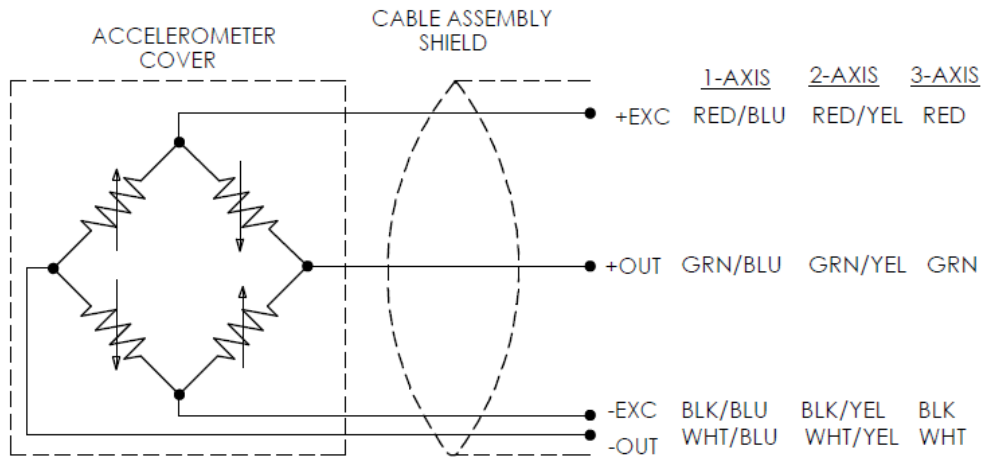 ACCELEROMETER
COVER
CABLE ASSEMBLY
SHIELD
1-AXIS 2-AXIS 3-AXIS
+EXC RED/BLU RED/YEL RED
+OUT GRN/BLU GRN/YEL GRN
-EXC BLK/BLU BLK/YEL BLK
-OUT WHT/BLU WHT/YEL WHT